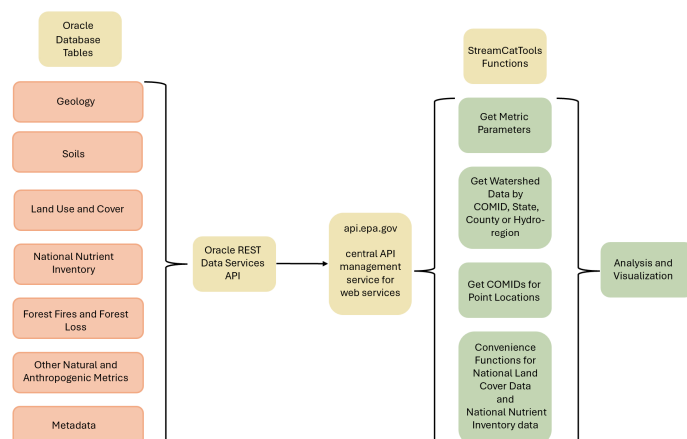 Oracle
Database
Tables
Geology
Soils
Land Use and Cover
National Nutrient
Inventory
Forest Fires and Forest
Loss
Other Natural and
Anthropogenic Metrics
Metadata
Oracle REST
Data Services
API
api.epa.gov
central API
management
service for
web services
StreamCatTools
Functions
Get Metric
Parameters
Get Watershed
Data by
COMID, State,
County or Hydro-
region
Get COMIDs for
Point Locations
Convenience
Functions for
National Land
Cover Data
and
National Nutrient
Inventory data
Analysis and
Visualization